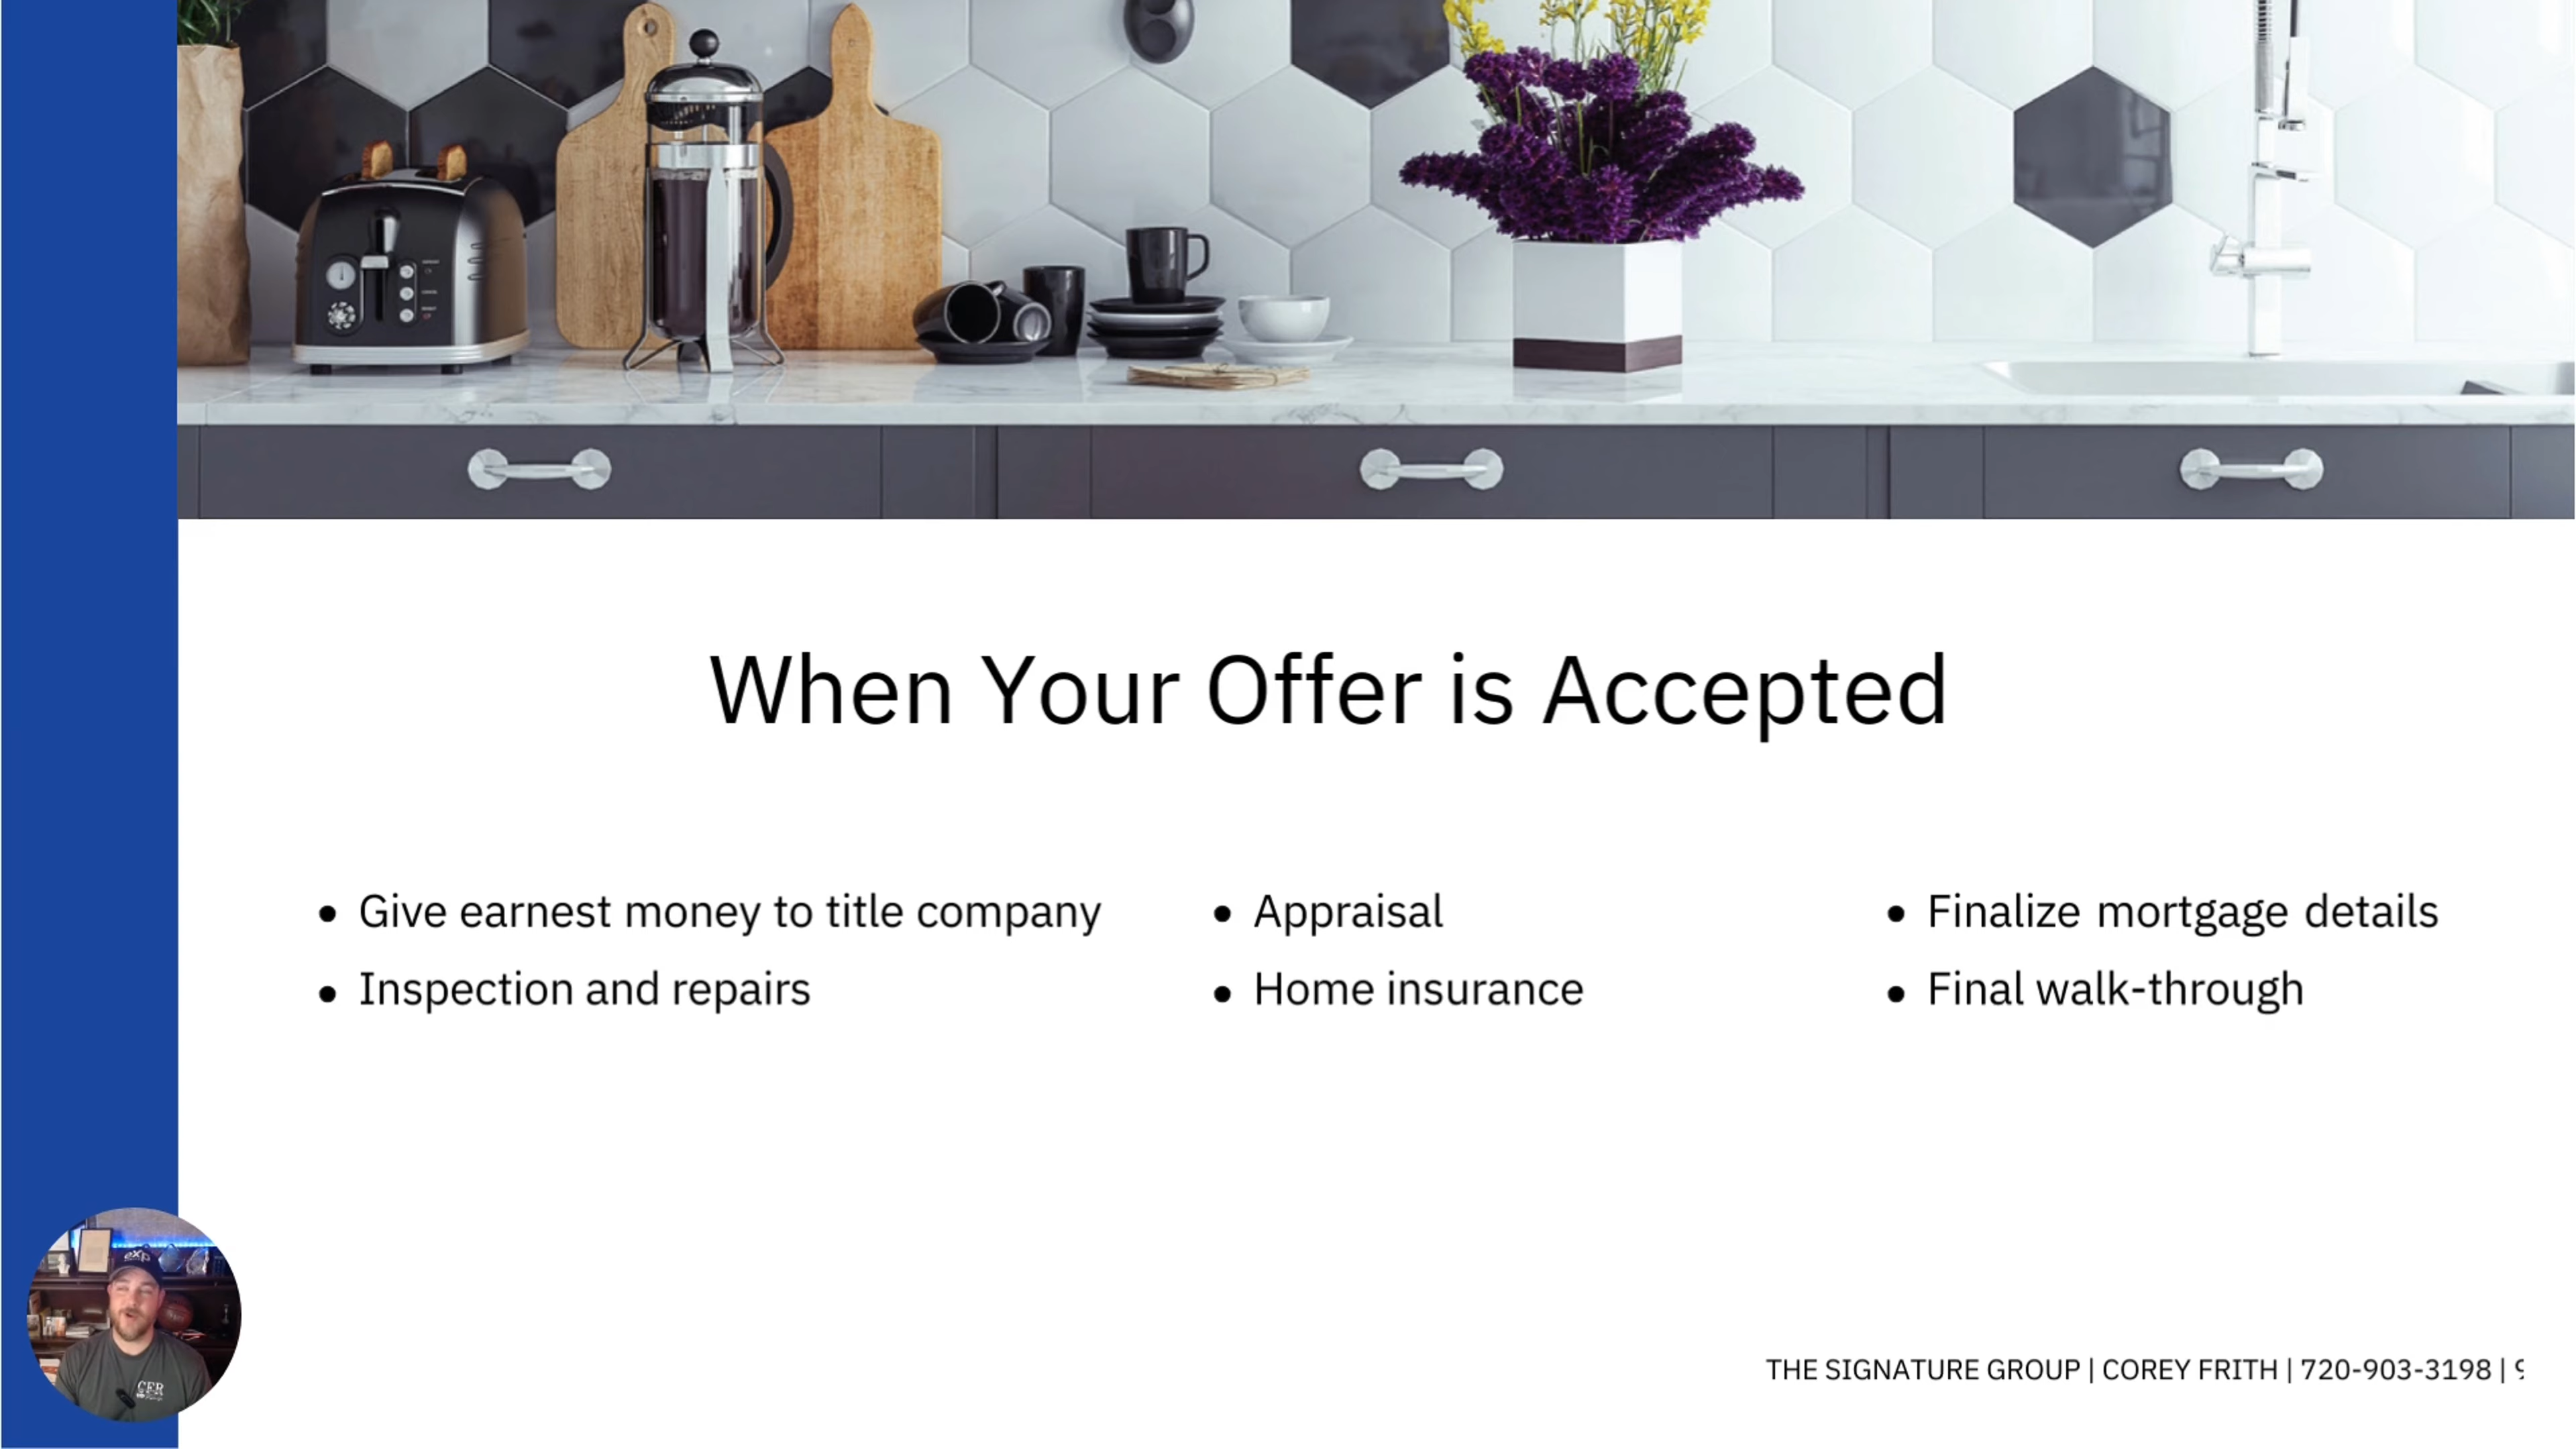 When Your Offer is Accepted
Give earnest money to title company
Inspection and repairs
Appraisal
Home insurance
Finalize mortgage details
Final walk-through
eXp
THE SIGNATURE GROUP | COREY FRITH | 720-903-3198 |